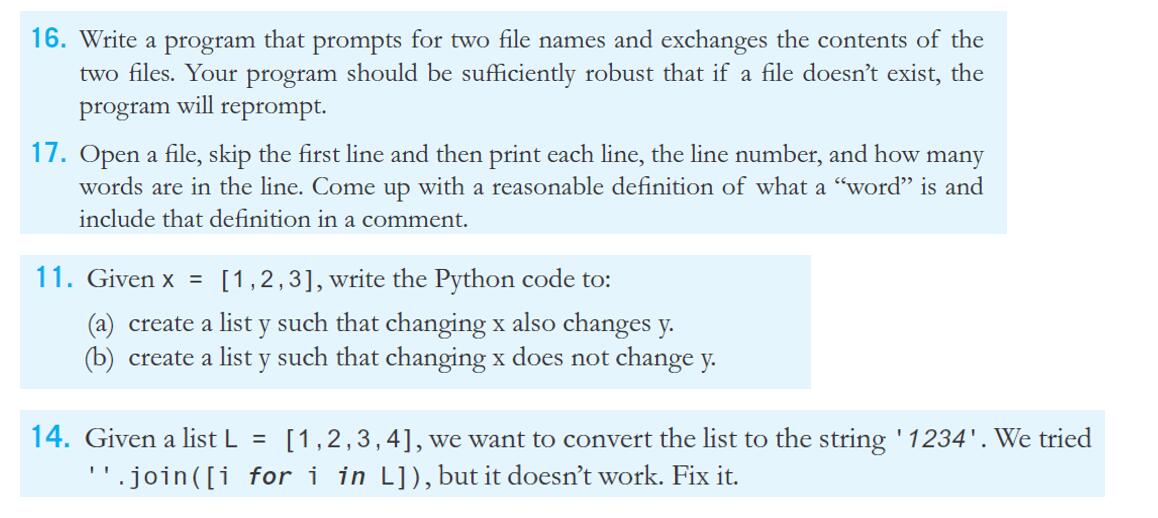 16. Write a program that prompts for two file names and exchanges the contents of the
two files. Your program should be sufficiently robust that if a file doesn’t exist, the
program will reprompt.
17. Open a file, skip the first line and then print each line, the line number, and how many
words are in the line. Come up with a reasonable definition of what a “word” is and
include that definition in a comment.
11. Given x = [1,2,3], write the Python code to:
(a) create a list y such that changing x also changes y.
(b) create a list y such that changing x does not change y.
14. Given a list L = [1,2,3,4], we want to convert the list to the string '1234'. We tried
''.join([i for i in L]), but it doesn’t work. Fix it.